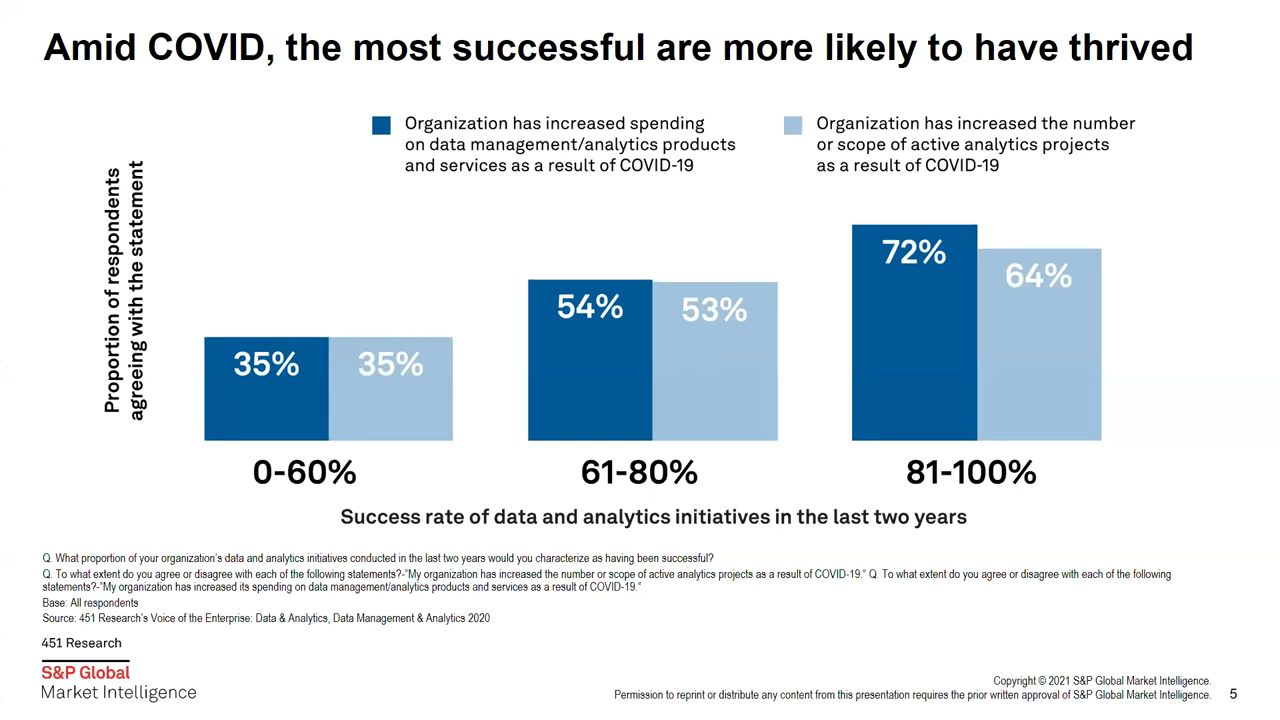 Amid COVID, the most successful are more likely to have thrived
Organization has increased spending
on data management/analytics products
and services as a result of COVID-19
Organization has increased the number
or scope of active analytics projects
as a result of COVID-19
Proportion of respondents
agreeing with the statement
35%
35%
54%
53%
72%
64%
0-60%
61-80%
81-100%
Success rate of data and analytics initiatives in the last two years
Q. What proportion of your organization's data and analytics initiatives conducted in the last two years would you characterize as having been successful?
Q. To what extent do you agree or disagree with each of the following statements?-"My organization has increased the number or scope of active analytics projects as a result of COVID-19." Q. To what extent do you agree or disagree with each of the following
statements?-"My organization has increased its spending on data management/analytics products and services as a result of COVID-19."
Base: All respondents
Source: 451 Research's Voice of the Enterprise: Data & Analytics, Data Management & Analytics 2020
451 Research
S&P Global
Market Intelligence
Copyright © 2021 S&P Global Market Intelligence.
Permission to reprint or distribute any content from this presentation requires the prior written approval of S&P Global Market Intelligence.
5